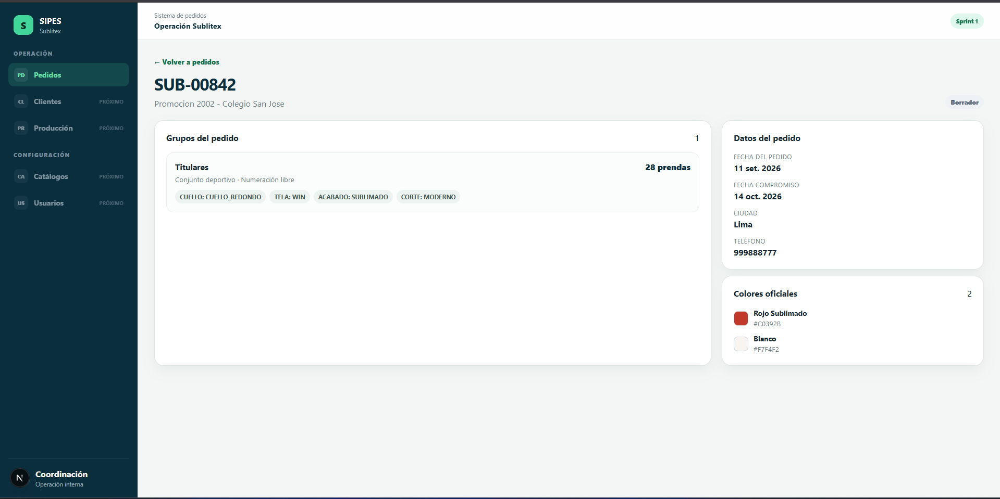 S
SIPES
Sublitex
OPERACIÓN
PD Pedidos
CL Clientes PRÓXIMO
PR Producción PRÓXIMO
CONFIGURACIÓN
CA Catálogos PRÓXIMO
US Usuarios PRÓXIMO
N
Coordinación
Operación interna
Sistema de pedidos
Operación Sublitex
Sprint 1
← Volver a pedidos
SUB-00842
Promocion 2002 - Colegio San Jose
Borrador
Grupos del pedido 1
Titulares 28 prendas
Conjunto deportivo · Numeración libre
CUELLO: CUELLO_REDONDO TELA: WIN ACABADO: SUBLIMADO CORTE: MODERNO
Datos del pedido
FECHA DEL PEDIDO
11 set. 2026
FECHA COMPROMISO
14 oct. 2026
CIUDAD
Lima
TELÉFONO
999888777
Colores oficiales 2
Rojo Sublimado
#C0392B
Blanco
#F7F4F2